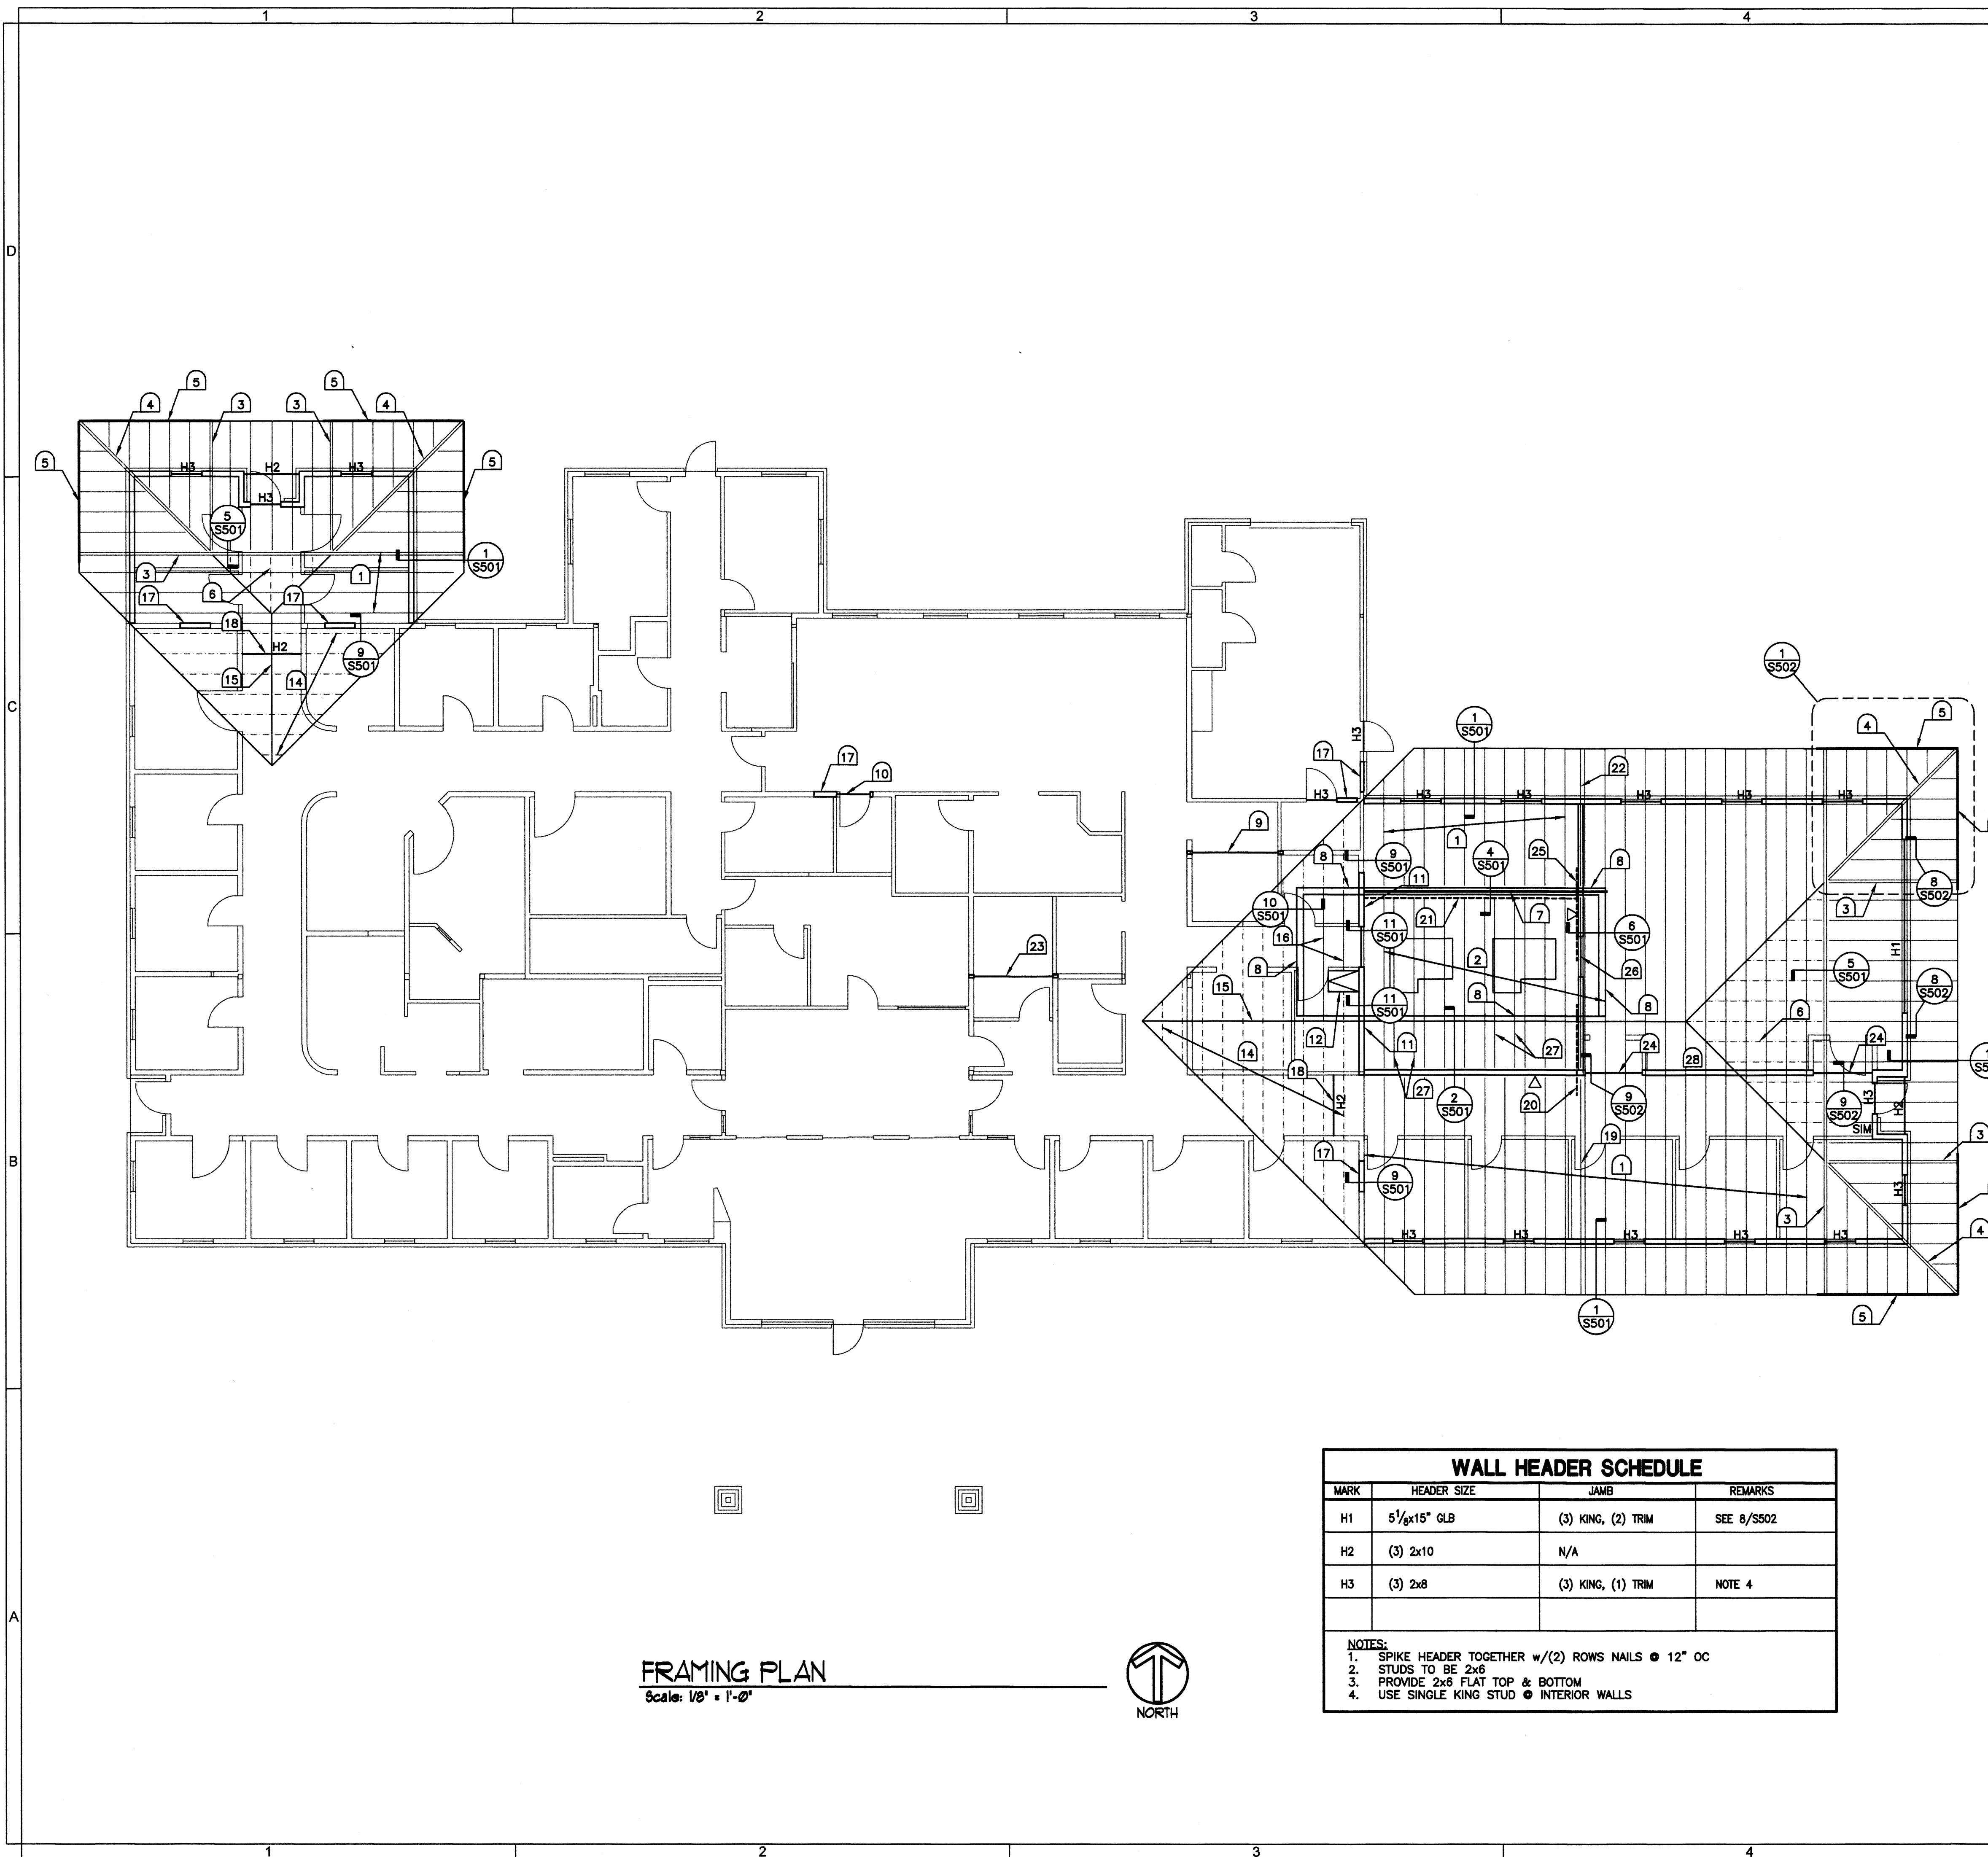 1 2 3 4
D
5 5
4 3 3 4
5 5
H3 H2 H3
H3
5
S501
1
S501
3 1
6
17 17
18
H2
9
S501
15 14
1
S502
C
5
4
1
S501
17 H3
17 10
22
H3 H3 H3 H3 H3 H3
9 1
8 9
S501
4
S501
25 8
11
8
S502
3
10
S501
21 7
16 11
S501
6
S501
H1
23
8 2 26
5
S501
15 8 8
8
S502
11
S501
6
12 11 27 24 24
14 28
18 27
H2 2
S501
20 9
S502
9
S502
H3 H2
SIM
B
19 3
17 1
9
S501
H3
3
4
H3 H3 H3 H3 H3
1
S501
5
WALL HEADER SCHEDULE
MARK HEADER SIZE JAMB REMARKS
H1 5 1/8x15" GLB (3) KING, (2) TRIM SEE 8/S502
H2 (3) 2x10 N/A
H3 (3) 2x8 (3) KING, (1) TRIM NOTE 4
NOTES:
1. SPIKE HEADER TOGETHER w/(2) ROWS NAILS @ 12" OC
2. STUDS TO BE 2x6
3. PROVIDE 2x6 FLAT TOP & BOTTOM
4. USE SINGLE KING STUD @ INTERIOR WALLS
A
FRAMING PLAN
Scale: 1/8" = 1'-0"
NORTH
1 2 3 4